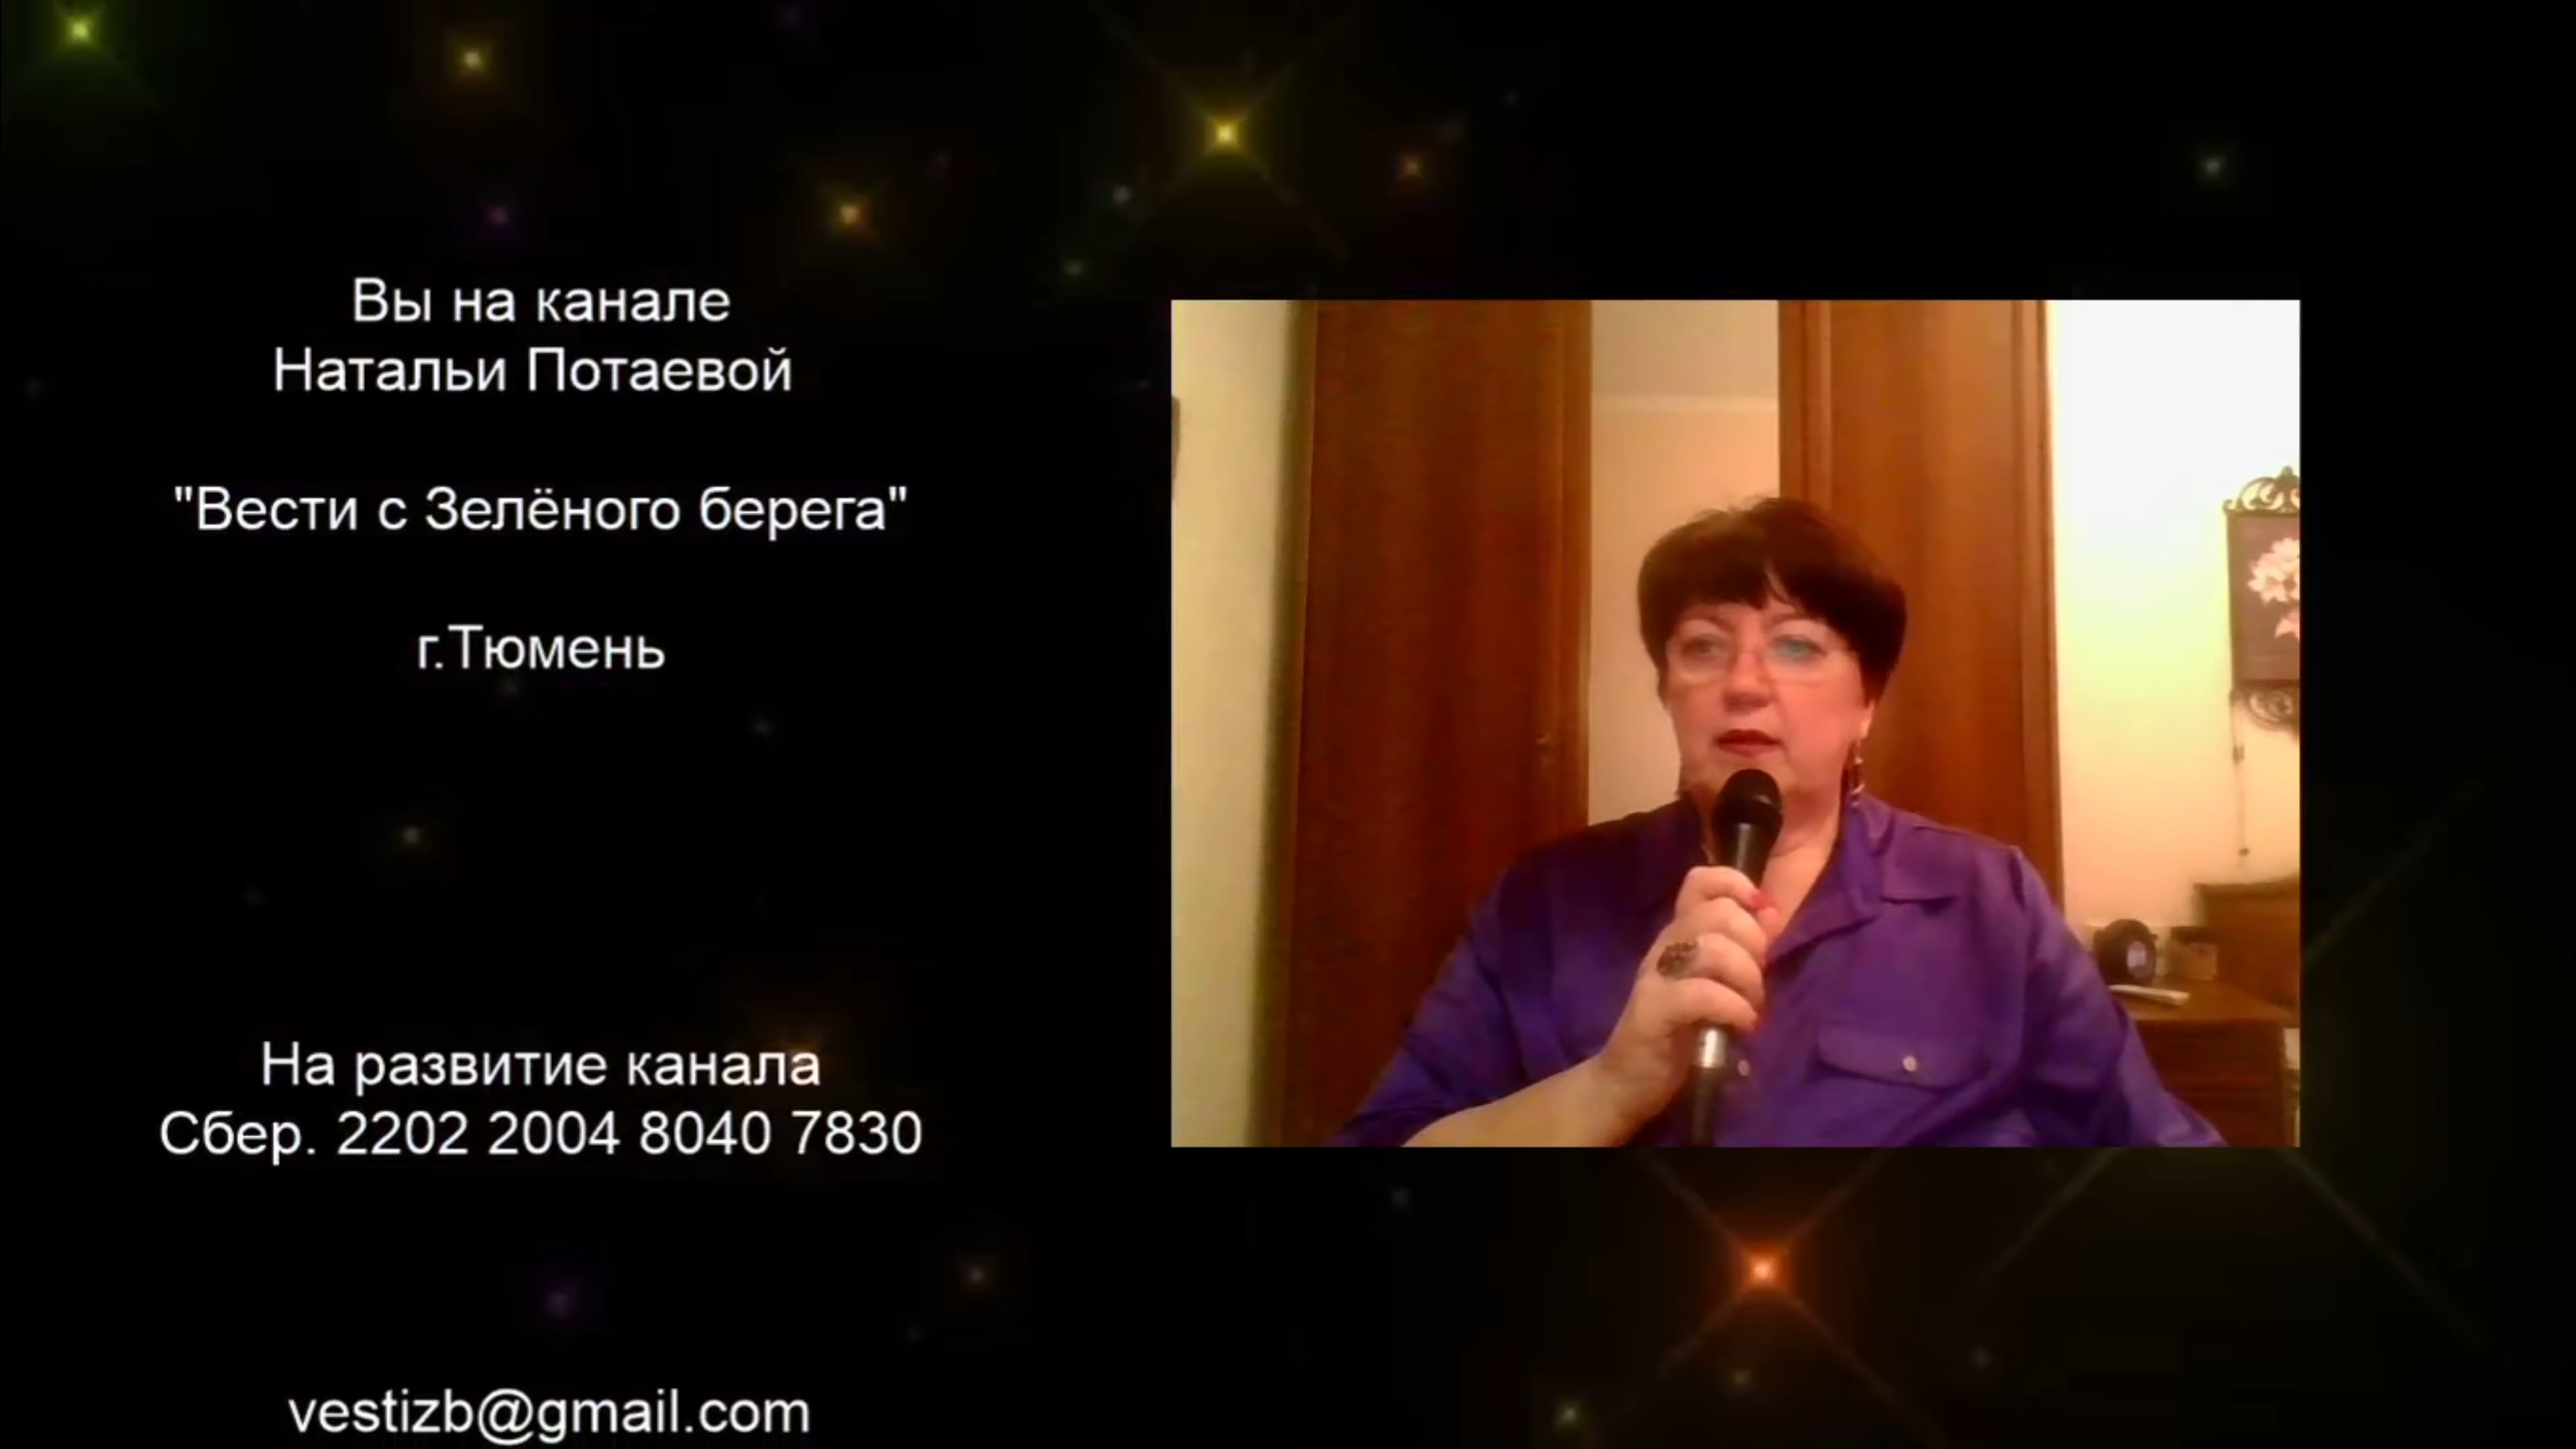 Вы на канале
Натальи Потаевой
"Вести с Зелёного берега"
г.Тюмень
На развитие канала
Сбер. 2202 2004 8040 7830
vestizb@gmail.com